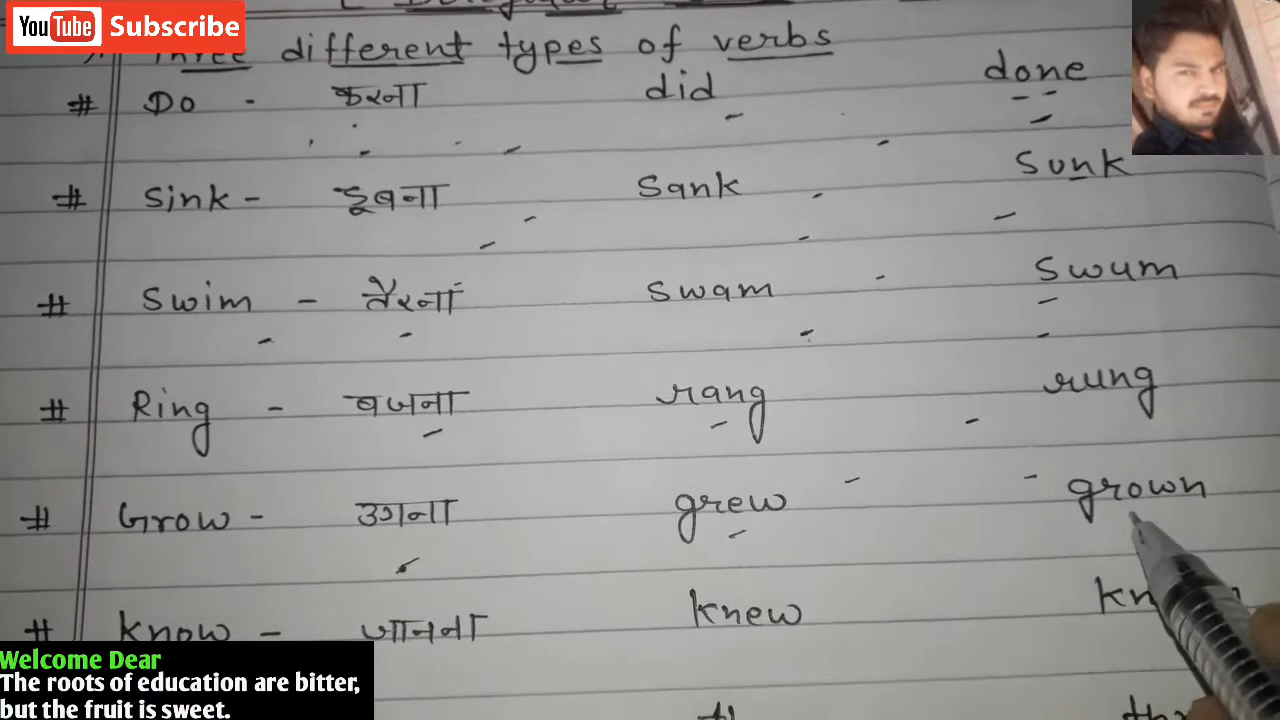 YouTube Subscribe
Three different types of verbs
# Do - करना did done
# Sink - डूबना Sank Sunk
# Swim - तैरना swam Swum
# Ring - बजना rang rung
# Grow - उगना grew grown
# Know - जानना knew
Welcome Dear
The roots of education are bitter,
but the fruit is sweet.